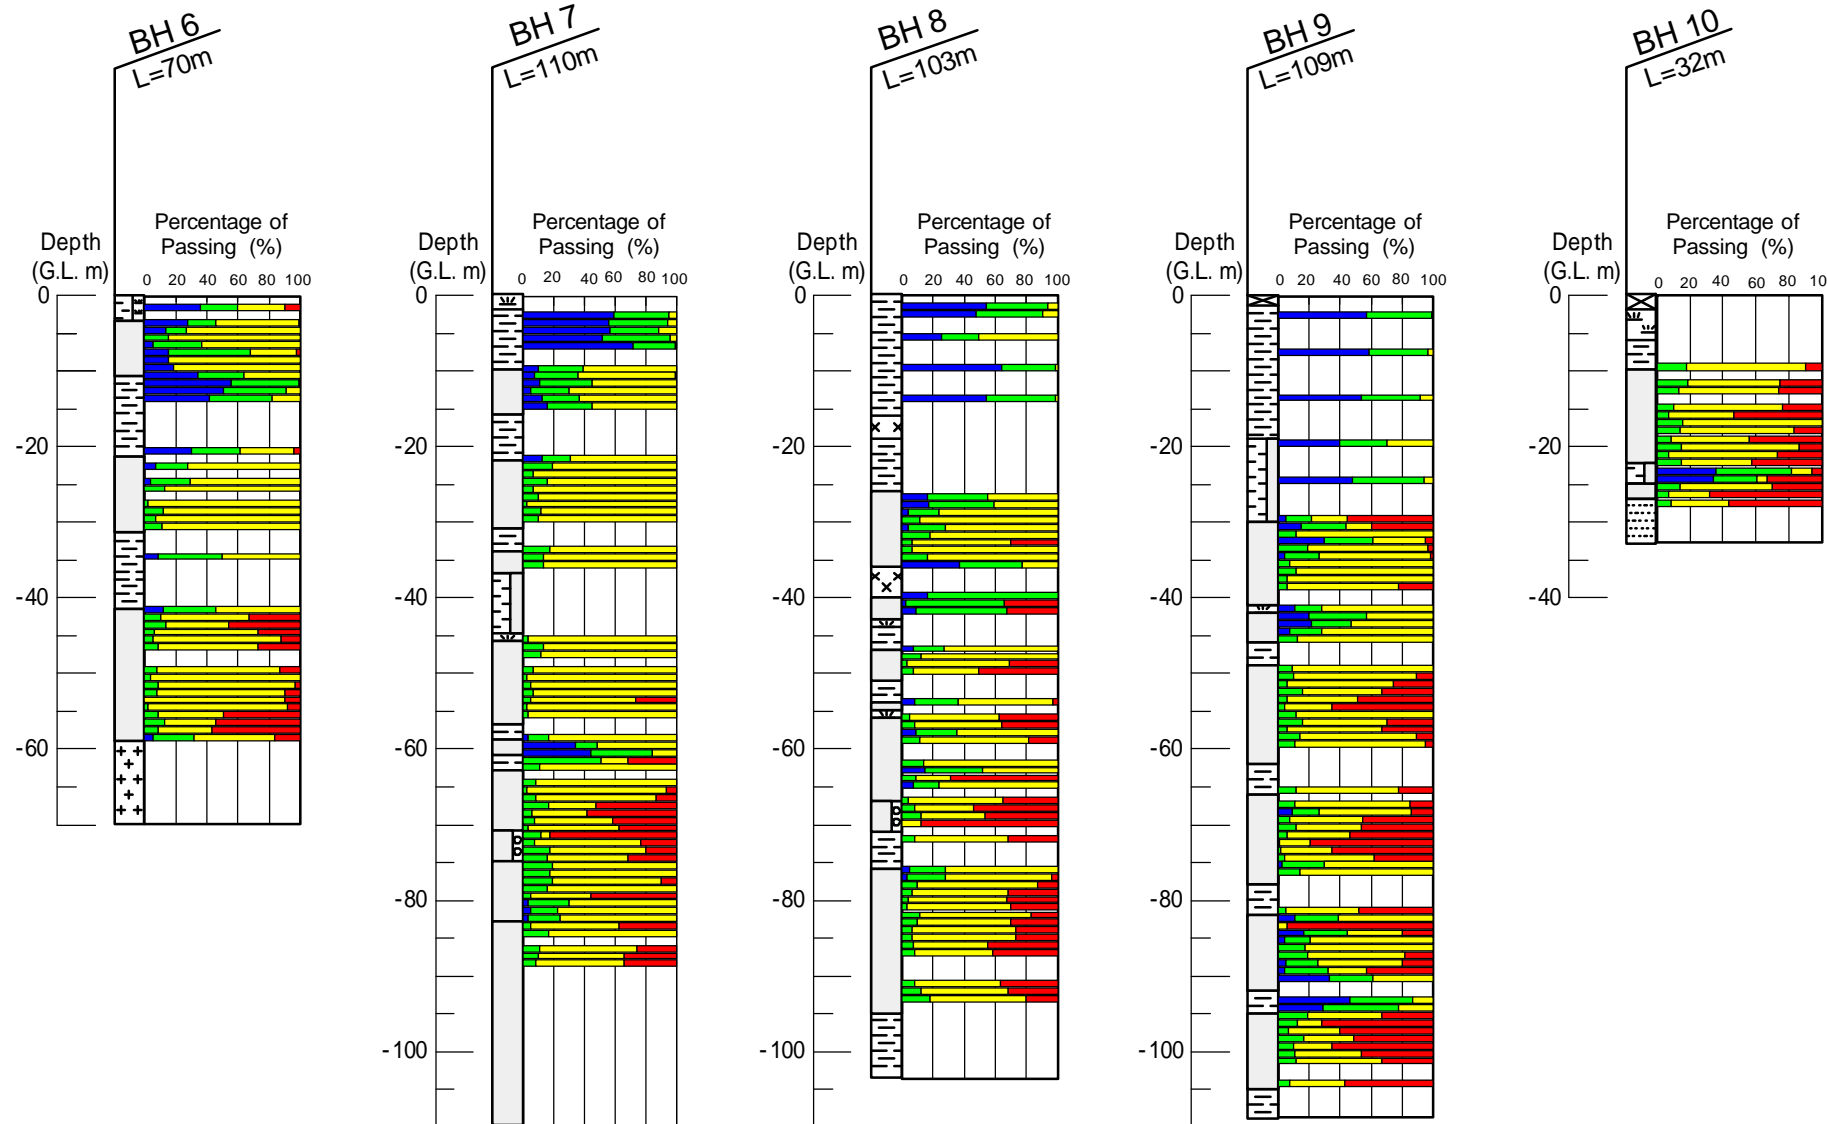 BH 6
L=70m
Percentage of
Passing (%)
Depth
(G.L. m)
0 20 40 60 80 100
0
-20
-40
-60
BH 7
L=110m
Percentage of
Passing (%)
Depth
(G.L. m)
0 20 40 60 80 100
0
-20
-40
-60
-80
-100
BH 8
L=103m
Percentage of
Passing (%)
Depth
(G.L. m)
0 20 40 60 80 100
0
-20
-40
-60
-80
-100
BH 9
L=109m
Percentage of
Passing (%)
Depth
(G.L. m)
0 20 40 60 80 100
0
-20
-40
-60
-80
-100
BH 10
L=32m
Percentage of
Passing (%)
Depth
(G.L. m)
0 20 40 60 80 10
0
-20
-40